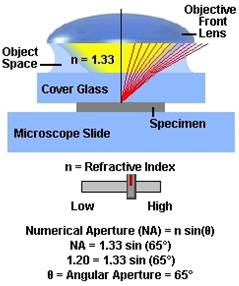 Objective
Front
Lens
Object
Space
n = 1.33
Cover Glass
Specimen
Microscope Slide
n = Refractive Index
Low
High
Numerical Aperture (NA) = n sin(θ)
NA = 1.33 sin (65°)
1.20 = 1.33 sin (65°)
θ = Angular Aperture = 65°